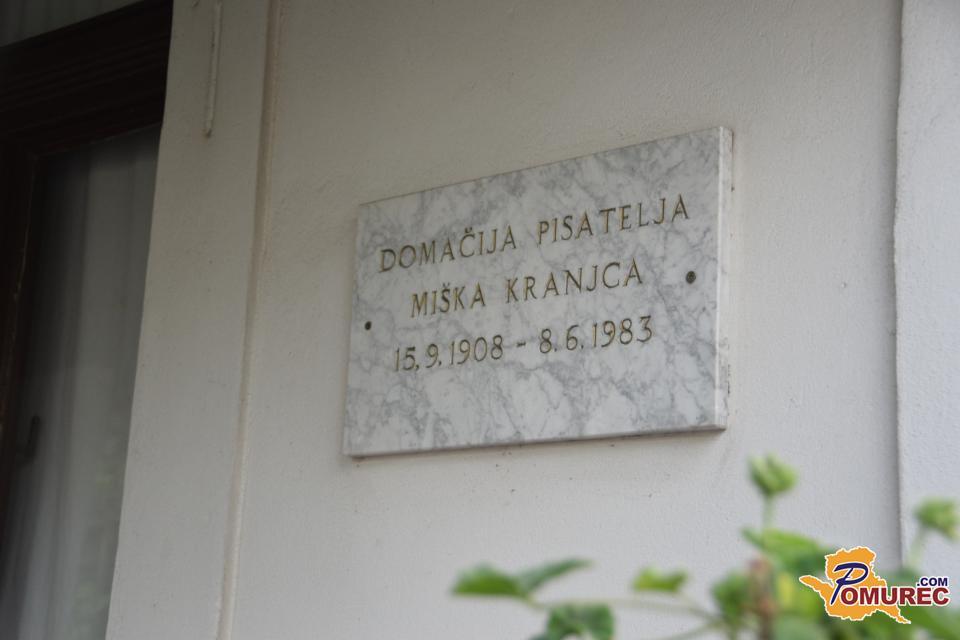 DOMAČIJA PISATELJA
MIŠKA KRANJCA
15.9.1908 - 8.6.1983
POMUREC.COM